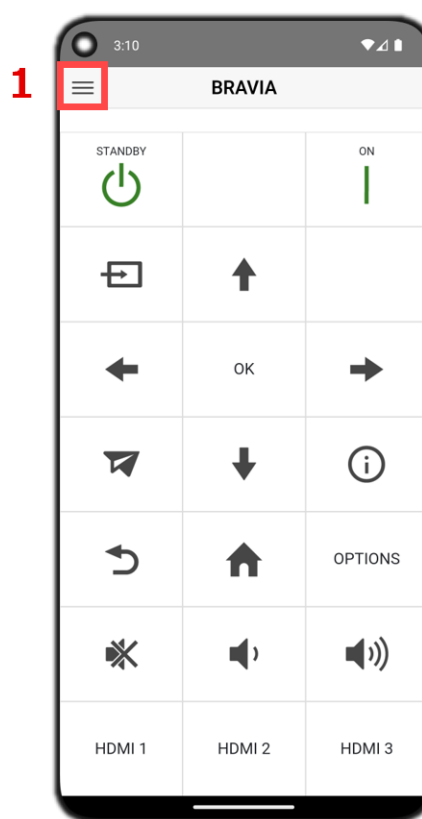 3:10
1
BRAVIA
STANDBY
ON
OK
OPTIONS
HDMI 1
HDMI 2
HDMI 3